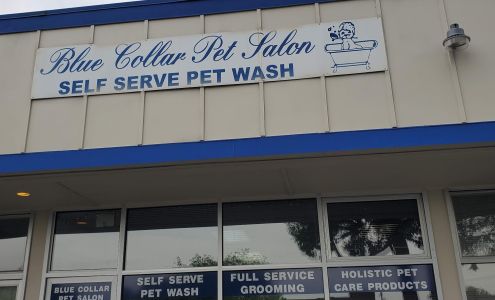 Blue Collar Pet Salon
SELF SERVE PET WASH
BLUE COLLAR
PET SALON
SELF SERVE
PET WASH
FULL SERVICE
GROOMING
HOLISTIC PET
CARE PRODUCTS